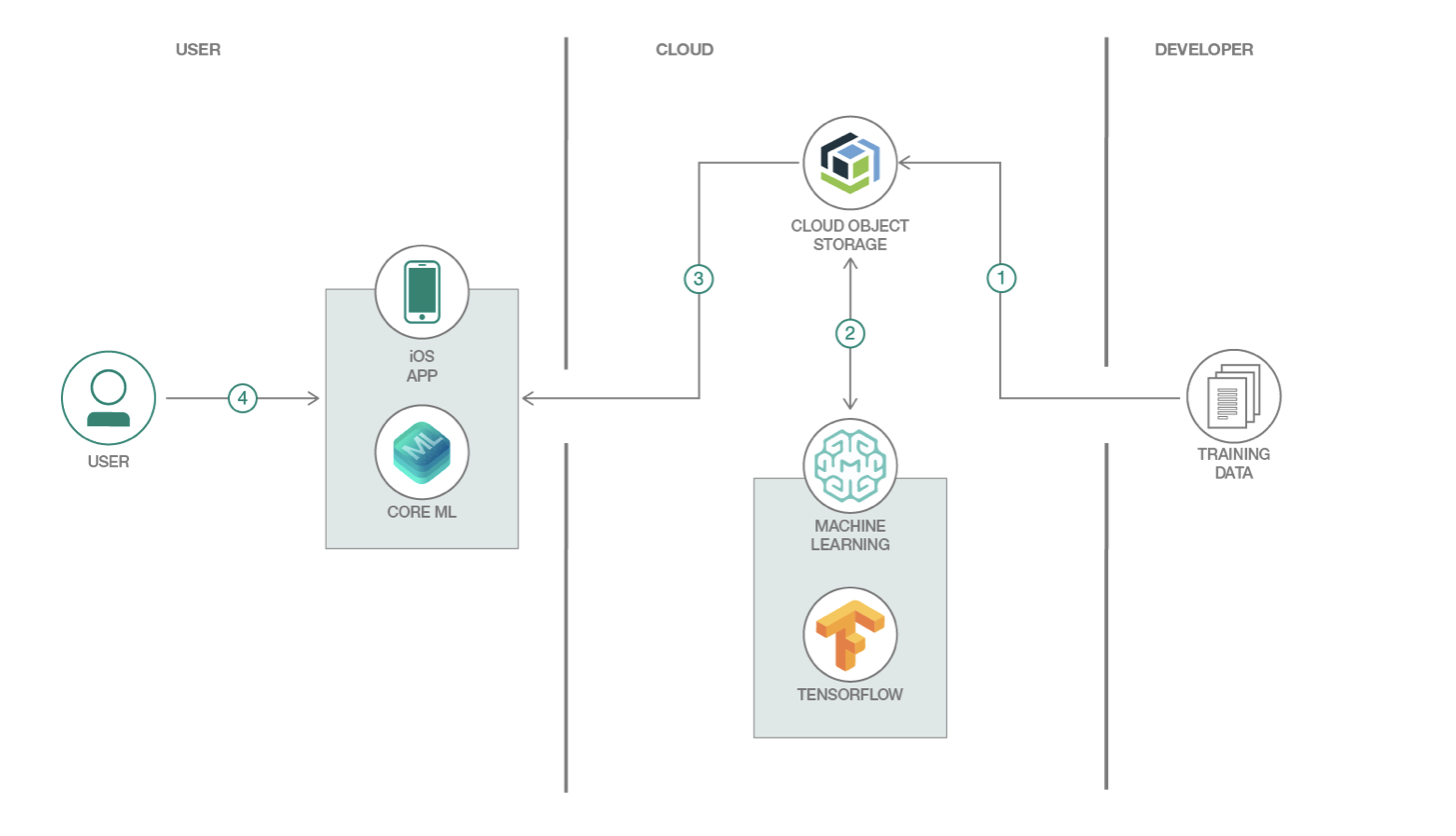 USER
CLOUD
DEVELOPER
CLOUD OBJECT
STORAGE
3
1
2
iOS
APP
4
ML
CORE ML
USER
TRAINING
DATA
MACHINE
LEARNING
TENSORFLOW